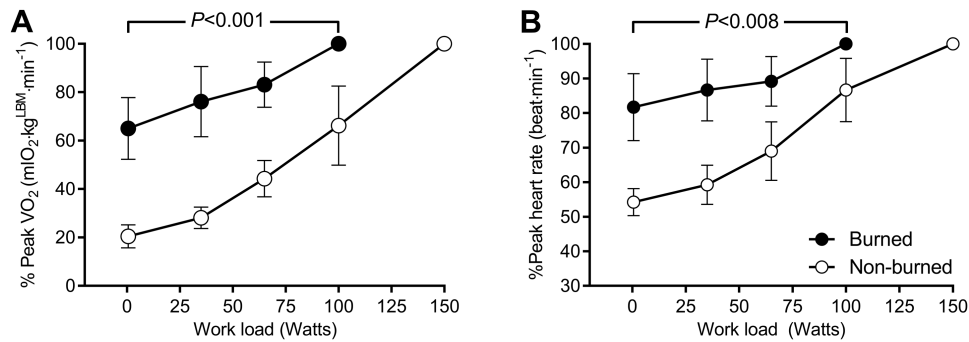 A
P<0.001
% Peak VO2 (mlO2·kgLBM·min-1)
100
80
60
40
20
0
0 25 50 75 100 125 150
Work load (Watts)
B
P<0.008
%Peak heart rate (beat·min-1)
100
90
80
70
60
50
40
30
Burned
Non-burned
0 25 50 75 100 125 150
Work load (Watts)